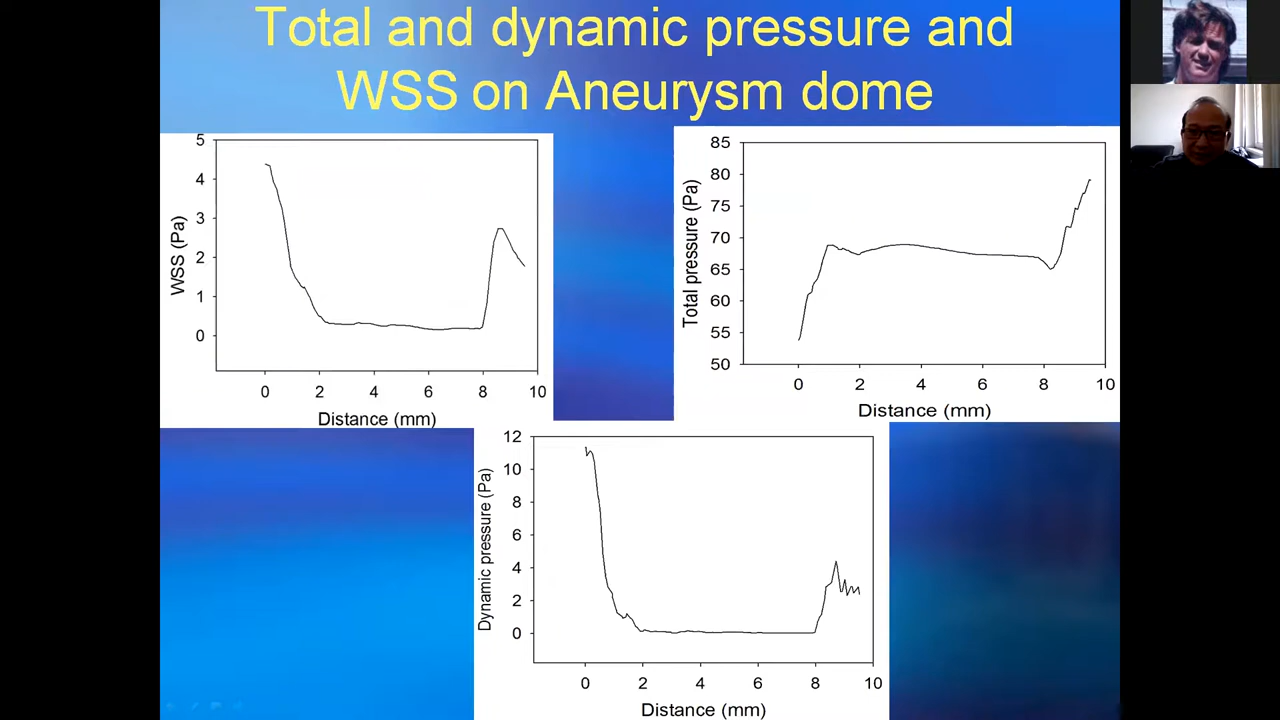 Total and dynamic pressure and
WSS on Aneurysm dome
5
4
3
2
1
0
WSS (Pa)
0 2 4 6 8 10
Distance (mm)
85
80
75
70
65
60
55
50
Total pressure (Pa)
0 2 4 6 8 10
Distance (mm)
12
10
8
6
4
2
0
Dynamic pressure (Pa)
0 2 4 6 8 10
Distance (mm)